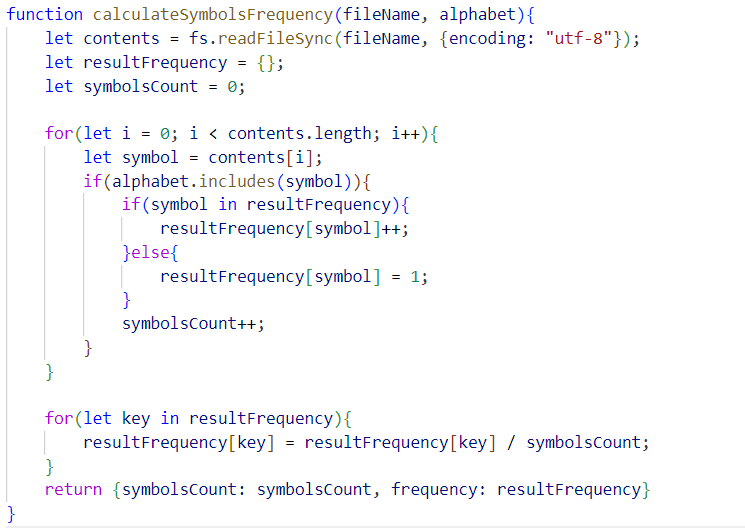 function calculateSymbolsFrequency(fileName, alphabet){
    let contents = fs.readFileSync(fileName, {encoding: "utf-8"});
    let resultFrequency = {};
    let symbolsCount = 0;

    for(let i = 0; i < contents.length; i++){
        let symbol = contents[i];
        if(alphabet.includes(symbol)){
            if(symbol in resultFrequency){
                resultFrequency[symbol]++;
            }else{
                resultFrequency[symbol] = 1;
            }
            symbolsCount++;
        }
    }

    for(let key in resultFrequency){
        resultFrequency[key] = resultFrequency[key] / symbolsCount;
    }
    return {symbolsCount: symbolsCount, frequency: resultFrequency}
}